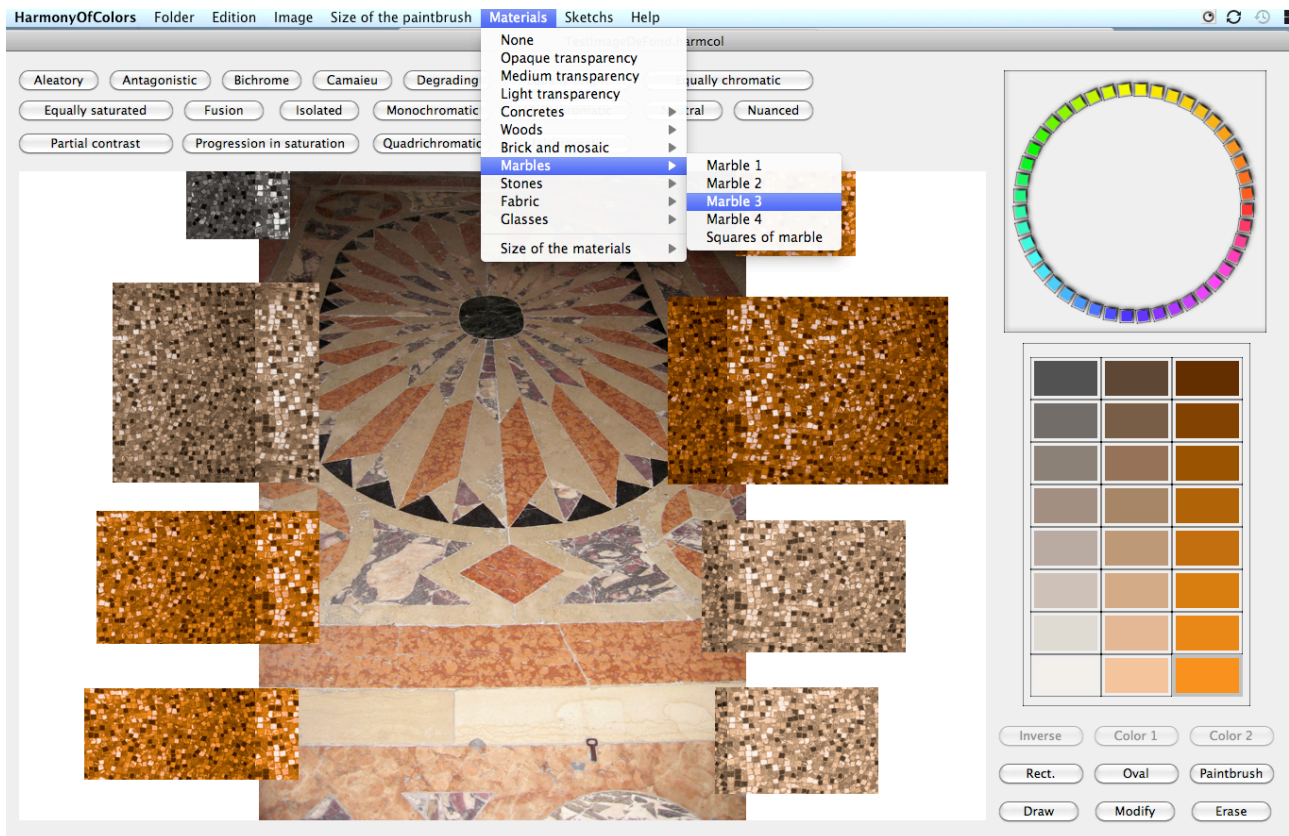 HarmonyOfColors Folder Edition Image Size of the paintbrush Materials Sketchs Help
None
Opaque transparency
Medium transparency
Light transparency
Concretes
Woods
Brick and mosaic
Marbles
Stones
Fabric
Glasses
Size of the materials
Marble 1
Marble 2
Marble 3
Marble 4
Squares of marble
Aleatory Antagonistic Bichrome Camaieu Degrading chromatic
Equally saturated Fusion Isolated Monochromatic Nuanced
Partial contrast Progression in saturation
Inverse Color 1 Color 2
Rect. Oval Paintbrush
Draw Modify Erase